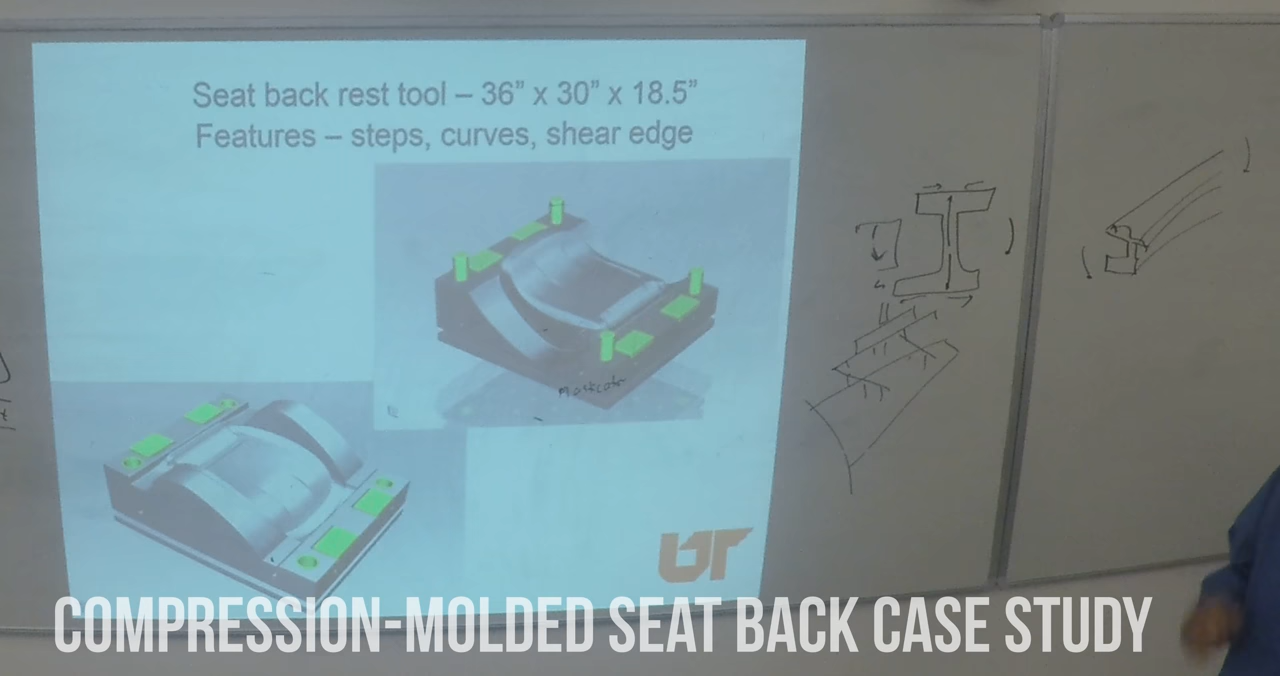 Seat back rest tool – 36” x 30” x 18.5”
Features – steps, curves, shear edge
UT
COMPRESSION-MOLDED SEAT BACK CASE STUDY